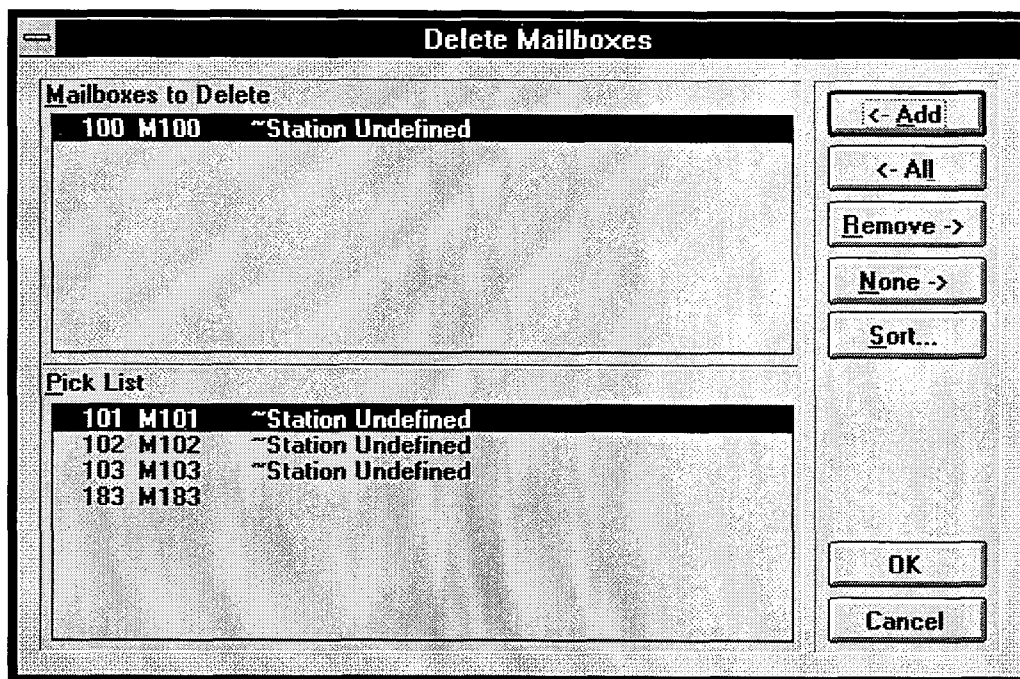 Delete Mailboxes
Mailboxes to Delete
100 M100 ~Station Undefined
Pick List
101 M101 ~Station Undefined
102 M102 ~Station Undefined
103 M103 ~Station Undefined
183 M183
<- Add
<- All
Remove ->
None ->
Sort...
OK
Cancel